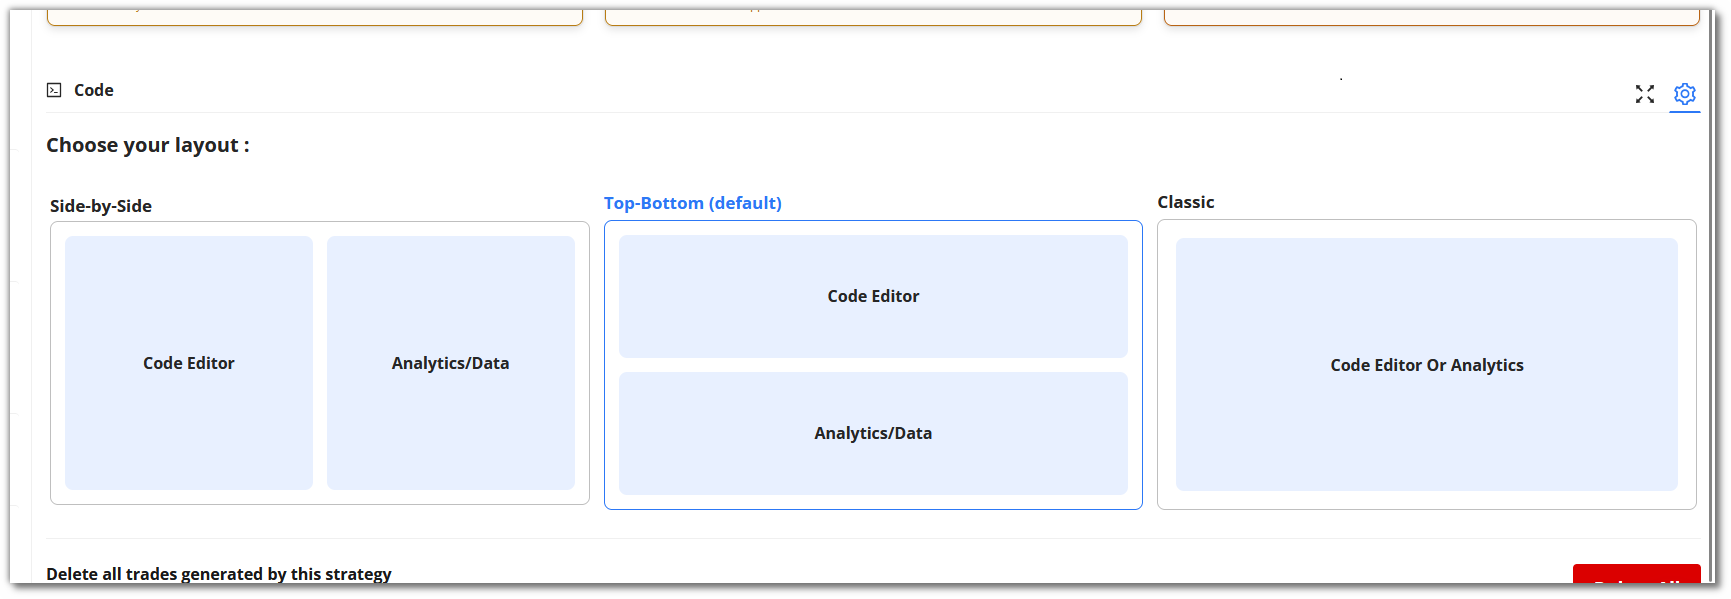 Code
Choose your layout :
Side-by-Side
Code Editor
Analytics/Data
Top-Bottom (default)
Code Editor
Analytics/Data
Classic
Code Editor Or Analytics
Delete all trades generated by this strategy